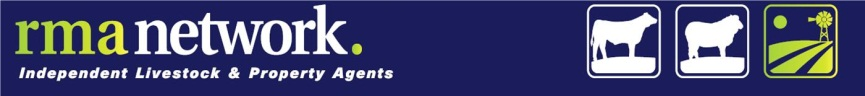 rma network.
Independent Livestock & Property Agents